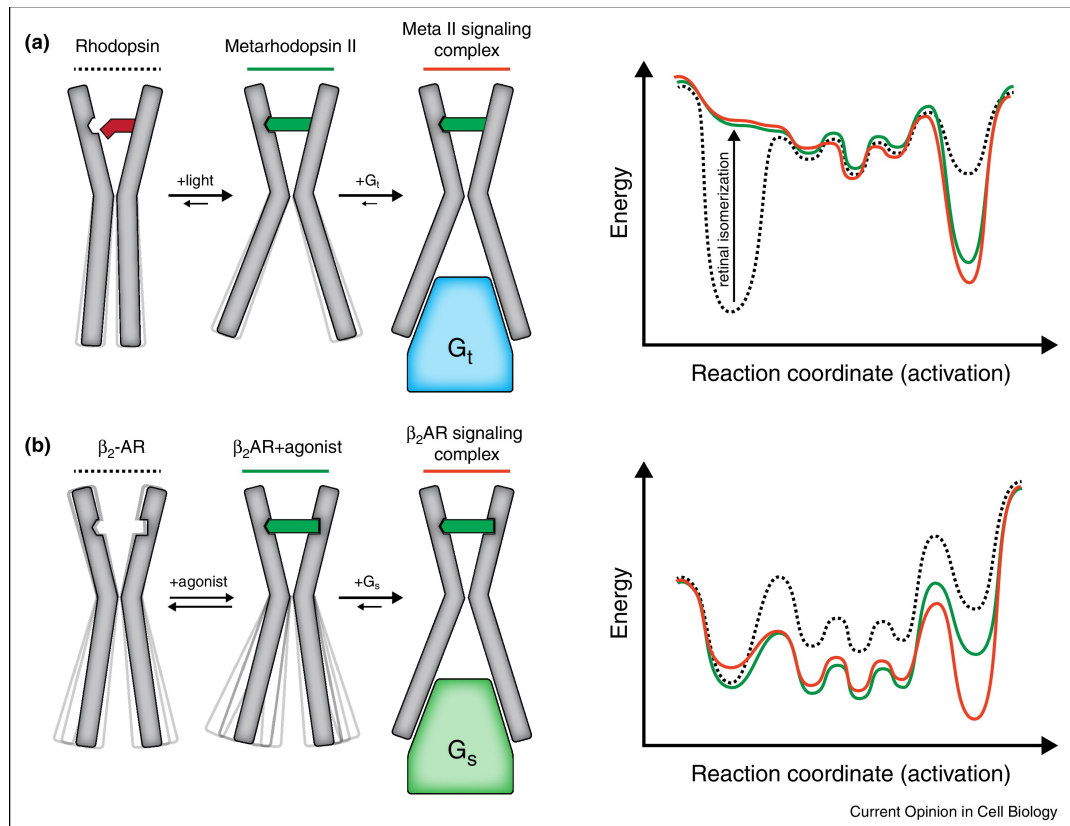 (a)
Rhodopsin
Metarhodopsin II
Meta II signaling
complex
+light
+Gt
Gt
Energy
retinal isomerization
Reaction coordinate (activation)
(b)
β2-AR
β2AR+agonist
β2AR signaling
complex
+agonist
+Gs
Gs
Energy
Reaction coordinate (activation)
Current Opinion in Cell Biology